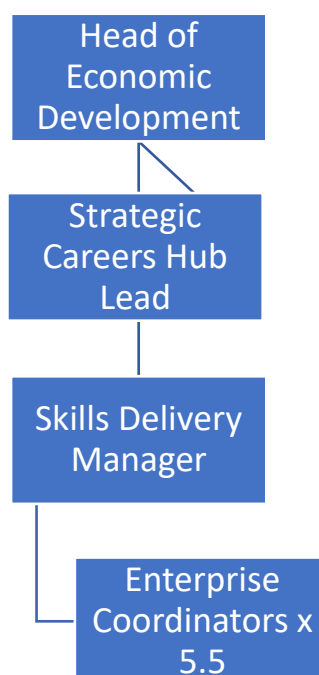 Head of
Economic
Development
Strategic
Careers Hub
Lead
Skills Delivery
Manager
Enterprise
Coordinators x
5.5